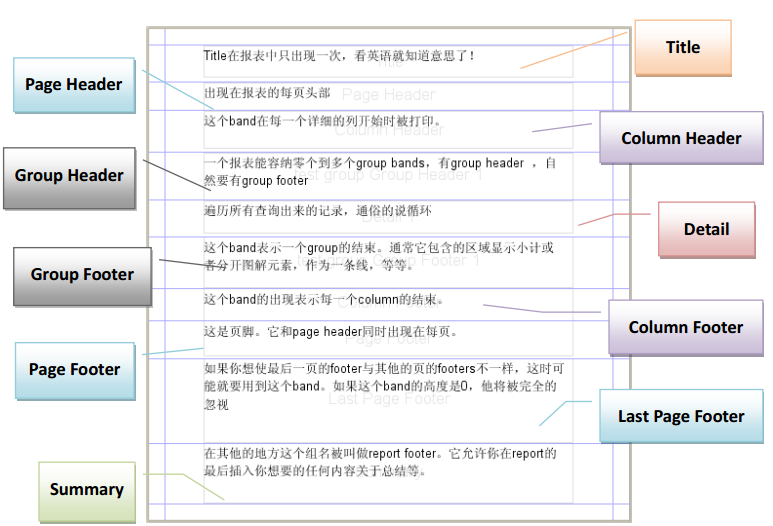 Title在报表中只出现一次，看英语就知道意思了！
Title
Page Header
出现在报表的每页头部
Page Header
这个band在每一个详细的列开始时被打印。
Column Header
Column Header
一个报表能容纳零个到多个group bands，有group header ，自
然要有group footer
test group Group Header 1
Group Header
遍历所有查询出来的记录，通俗的说循环
Detail 1
Detail
这个band表示一个group的结束。通常它包含的区域显示小计或
者分开图解元素，作为一条线，等等。
Group Footer 1
Group Footer
这个band的出现表示每一个column的结束。
Column Footer
这是页脚。它和page header同时出现在每页。
Page Footer
Page Footer
如果你想使最后一页的footer与其他的页的footers不一样，这时可
能就要用到这个band。如果这个band的高度是0，他将被完全的
忽视
Last Page Footer
Last Page Footer
在其他的地方这个组名被叫做report footer。它允许你在report的
最后插入你想要的任何内容关于总结等。
Summary